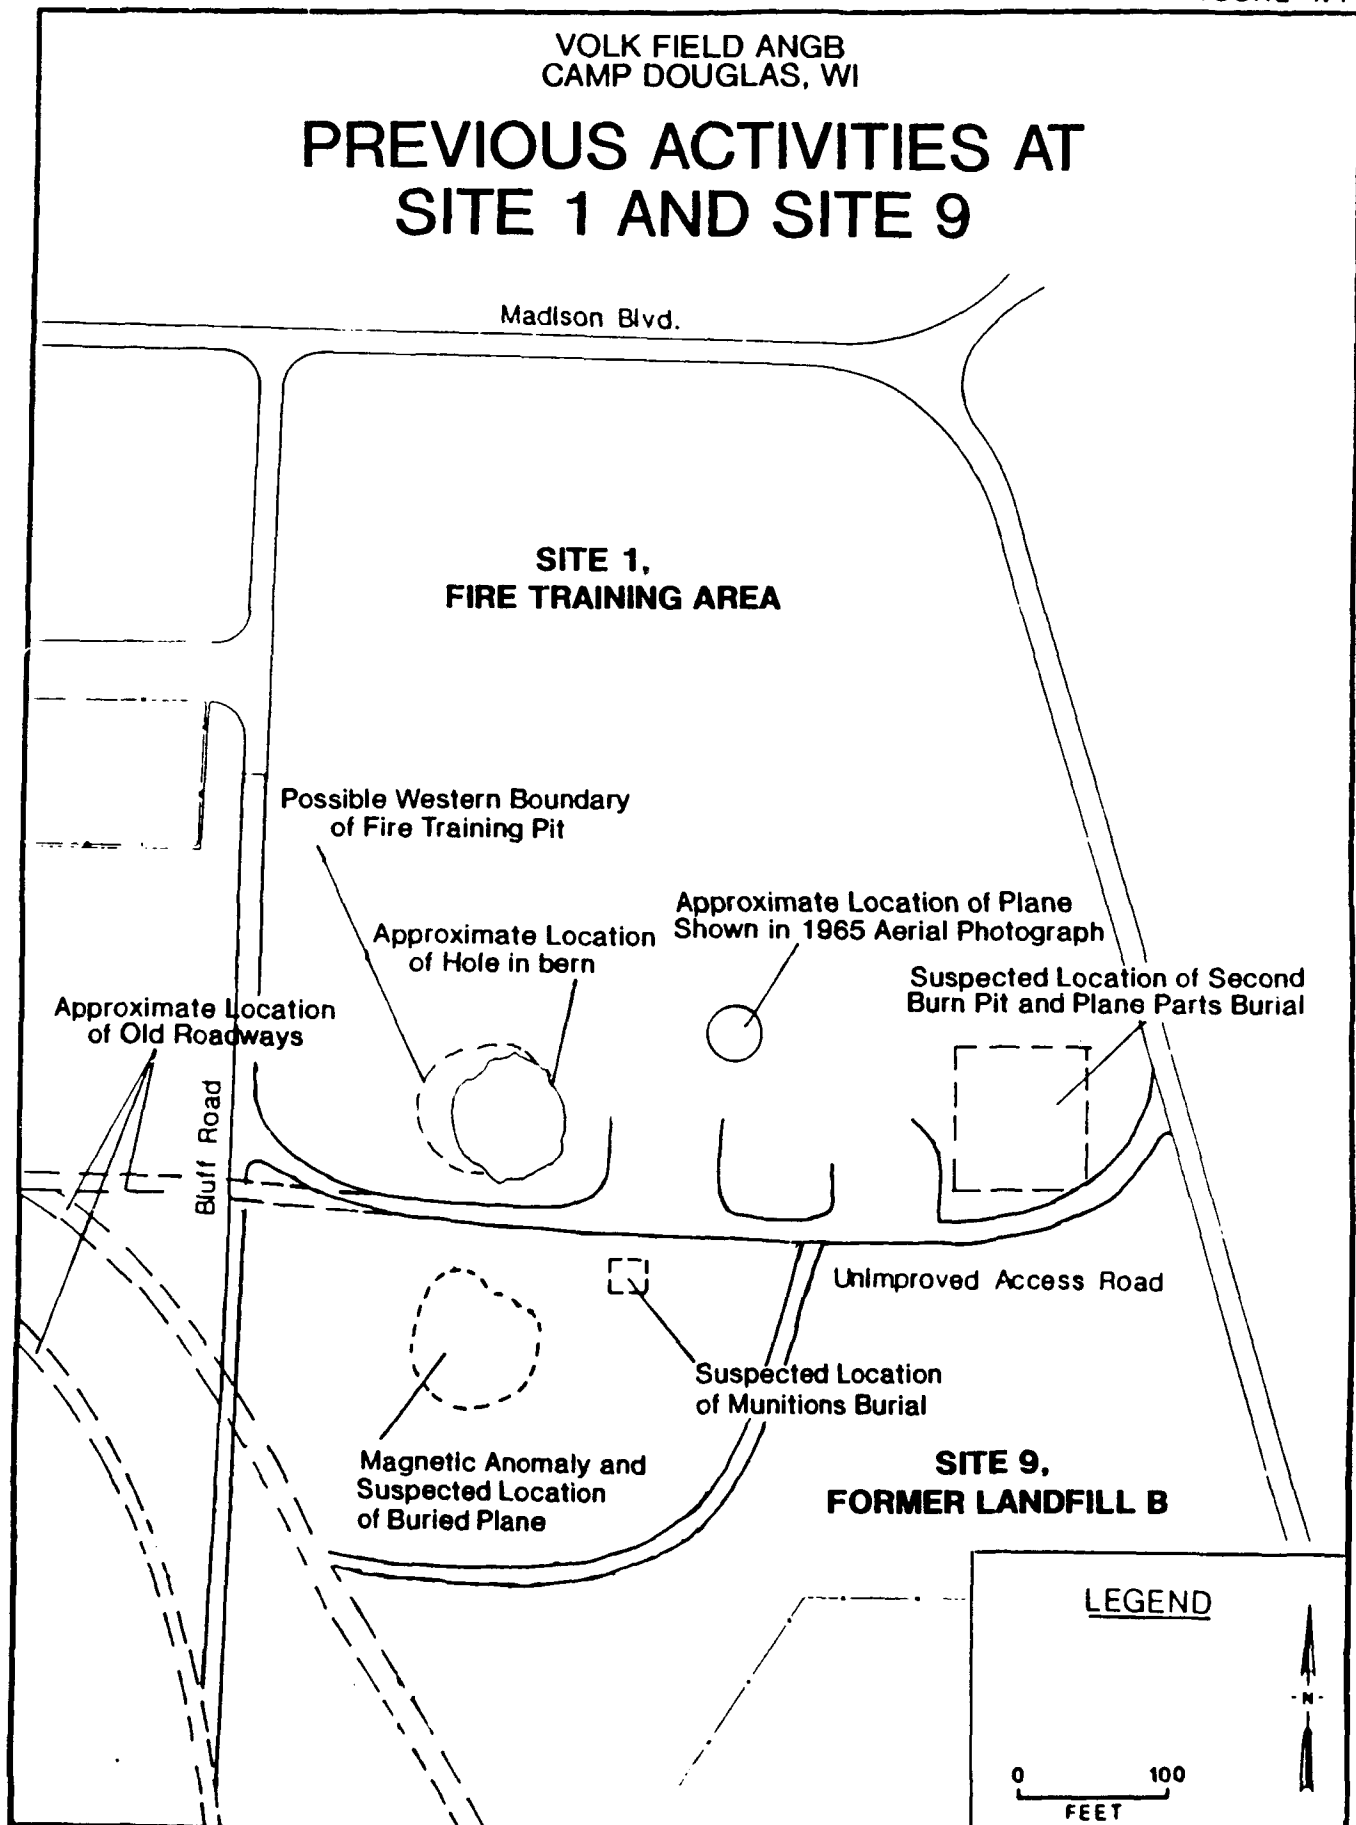 VOLK FIELD ANGB
CAMP DOUGLAS, WI
PREVIOUS ACTIVITIES AT
SITE 1 AND SITE 9
Madison Blvd.
SITE 1,
FIRE TRAINING AREA
Possible Western Boundary
of Fire Training Pit
Approximate Location of Plane
Shown in 1965 Aerial Photograph
Approximate Location
of Hole in bern
Suspected Location of Second
Burn Pit and Plane Parts Burial
Approximate Location
of Old Roadways
Bluff Road
Unimproved Access Road
Suspected Location
of Munitions Burial
Magnetic Anomaly and
Suspected Location
of Buried Plane
SITE 9,
FORMER LANDFILL B
LEGEND
N
0 100
FEET